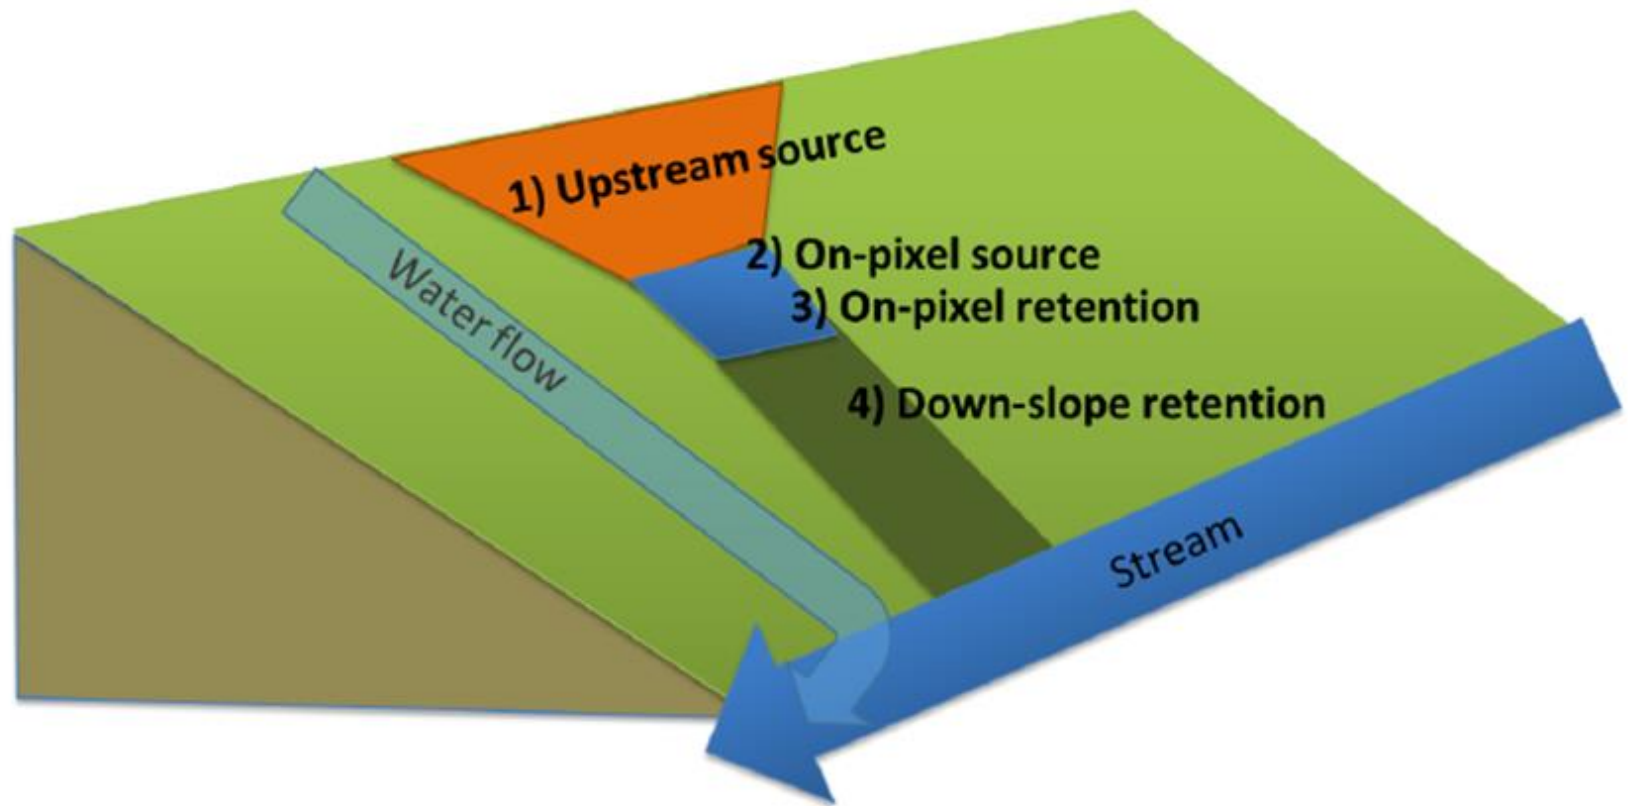 1) Upstream source
2) On-pixel source
3) On-pixel retention
Water flow
4) Down-slope retention
Stream